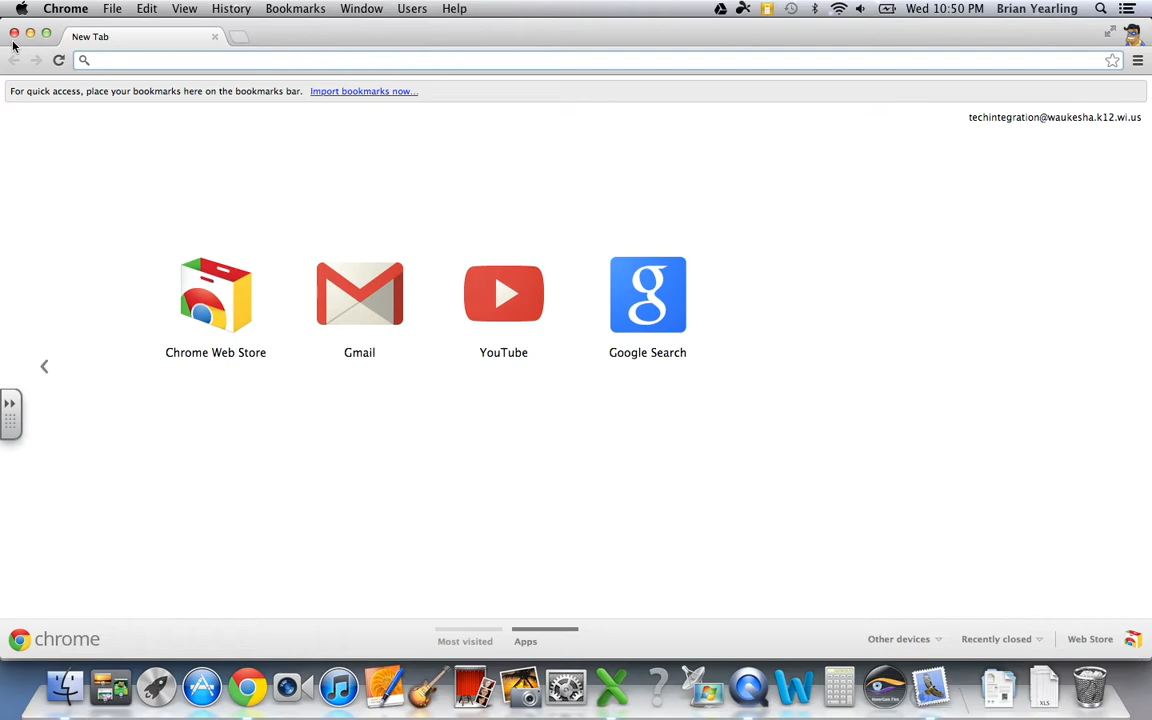 Chrome File Edit View History Bookmarks Window Users Help Wed 10:50 PM Brian Yearling
New Tab
For quick access, place your bookmarks here on the bookmarks bar. Import bookmarks now...
techintegration@waukesha.k12.wi.us
Chrome Web Store Gmail YouTube Google Search
chrome Most visited Apps Other devices Recently closed Web Store
XLS